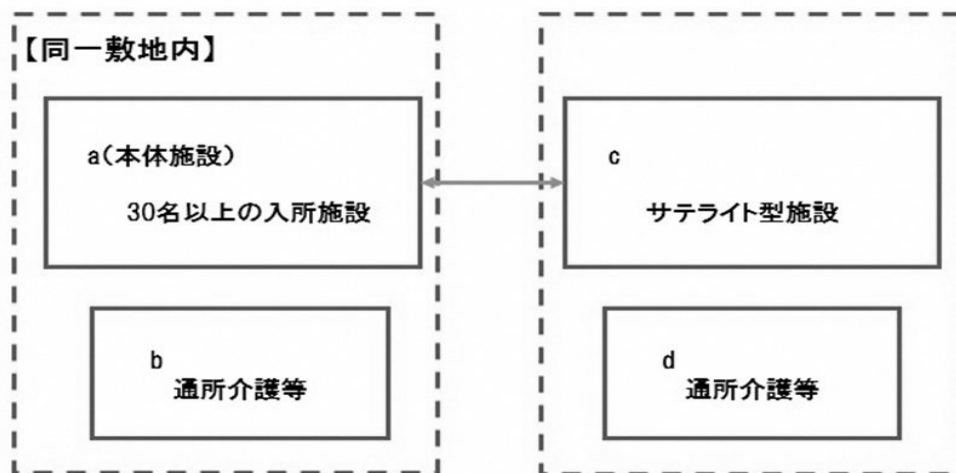 【同一敷地内】
a（本体施設）
30名以上の入所施設
b
通所介護等
c
サテライト型施設
d
通所介護等